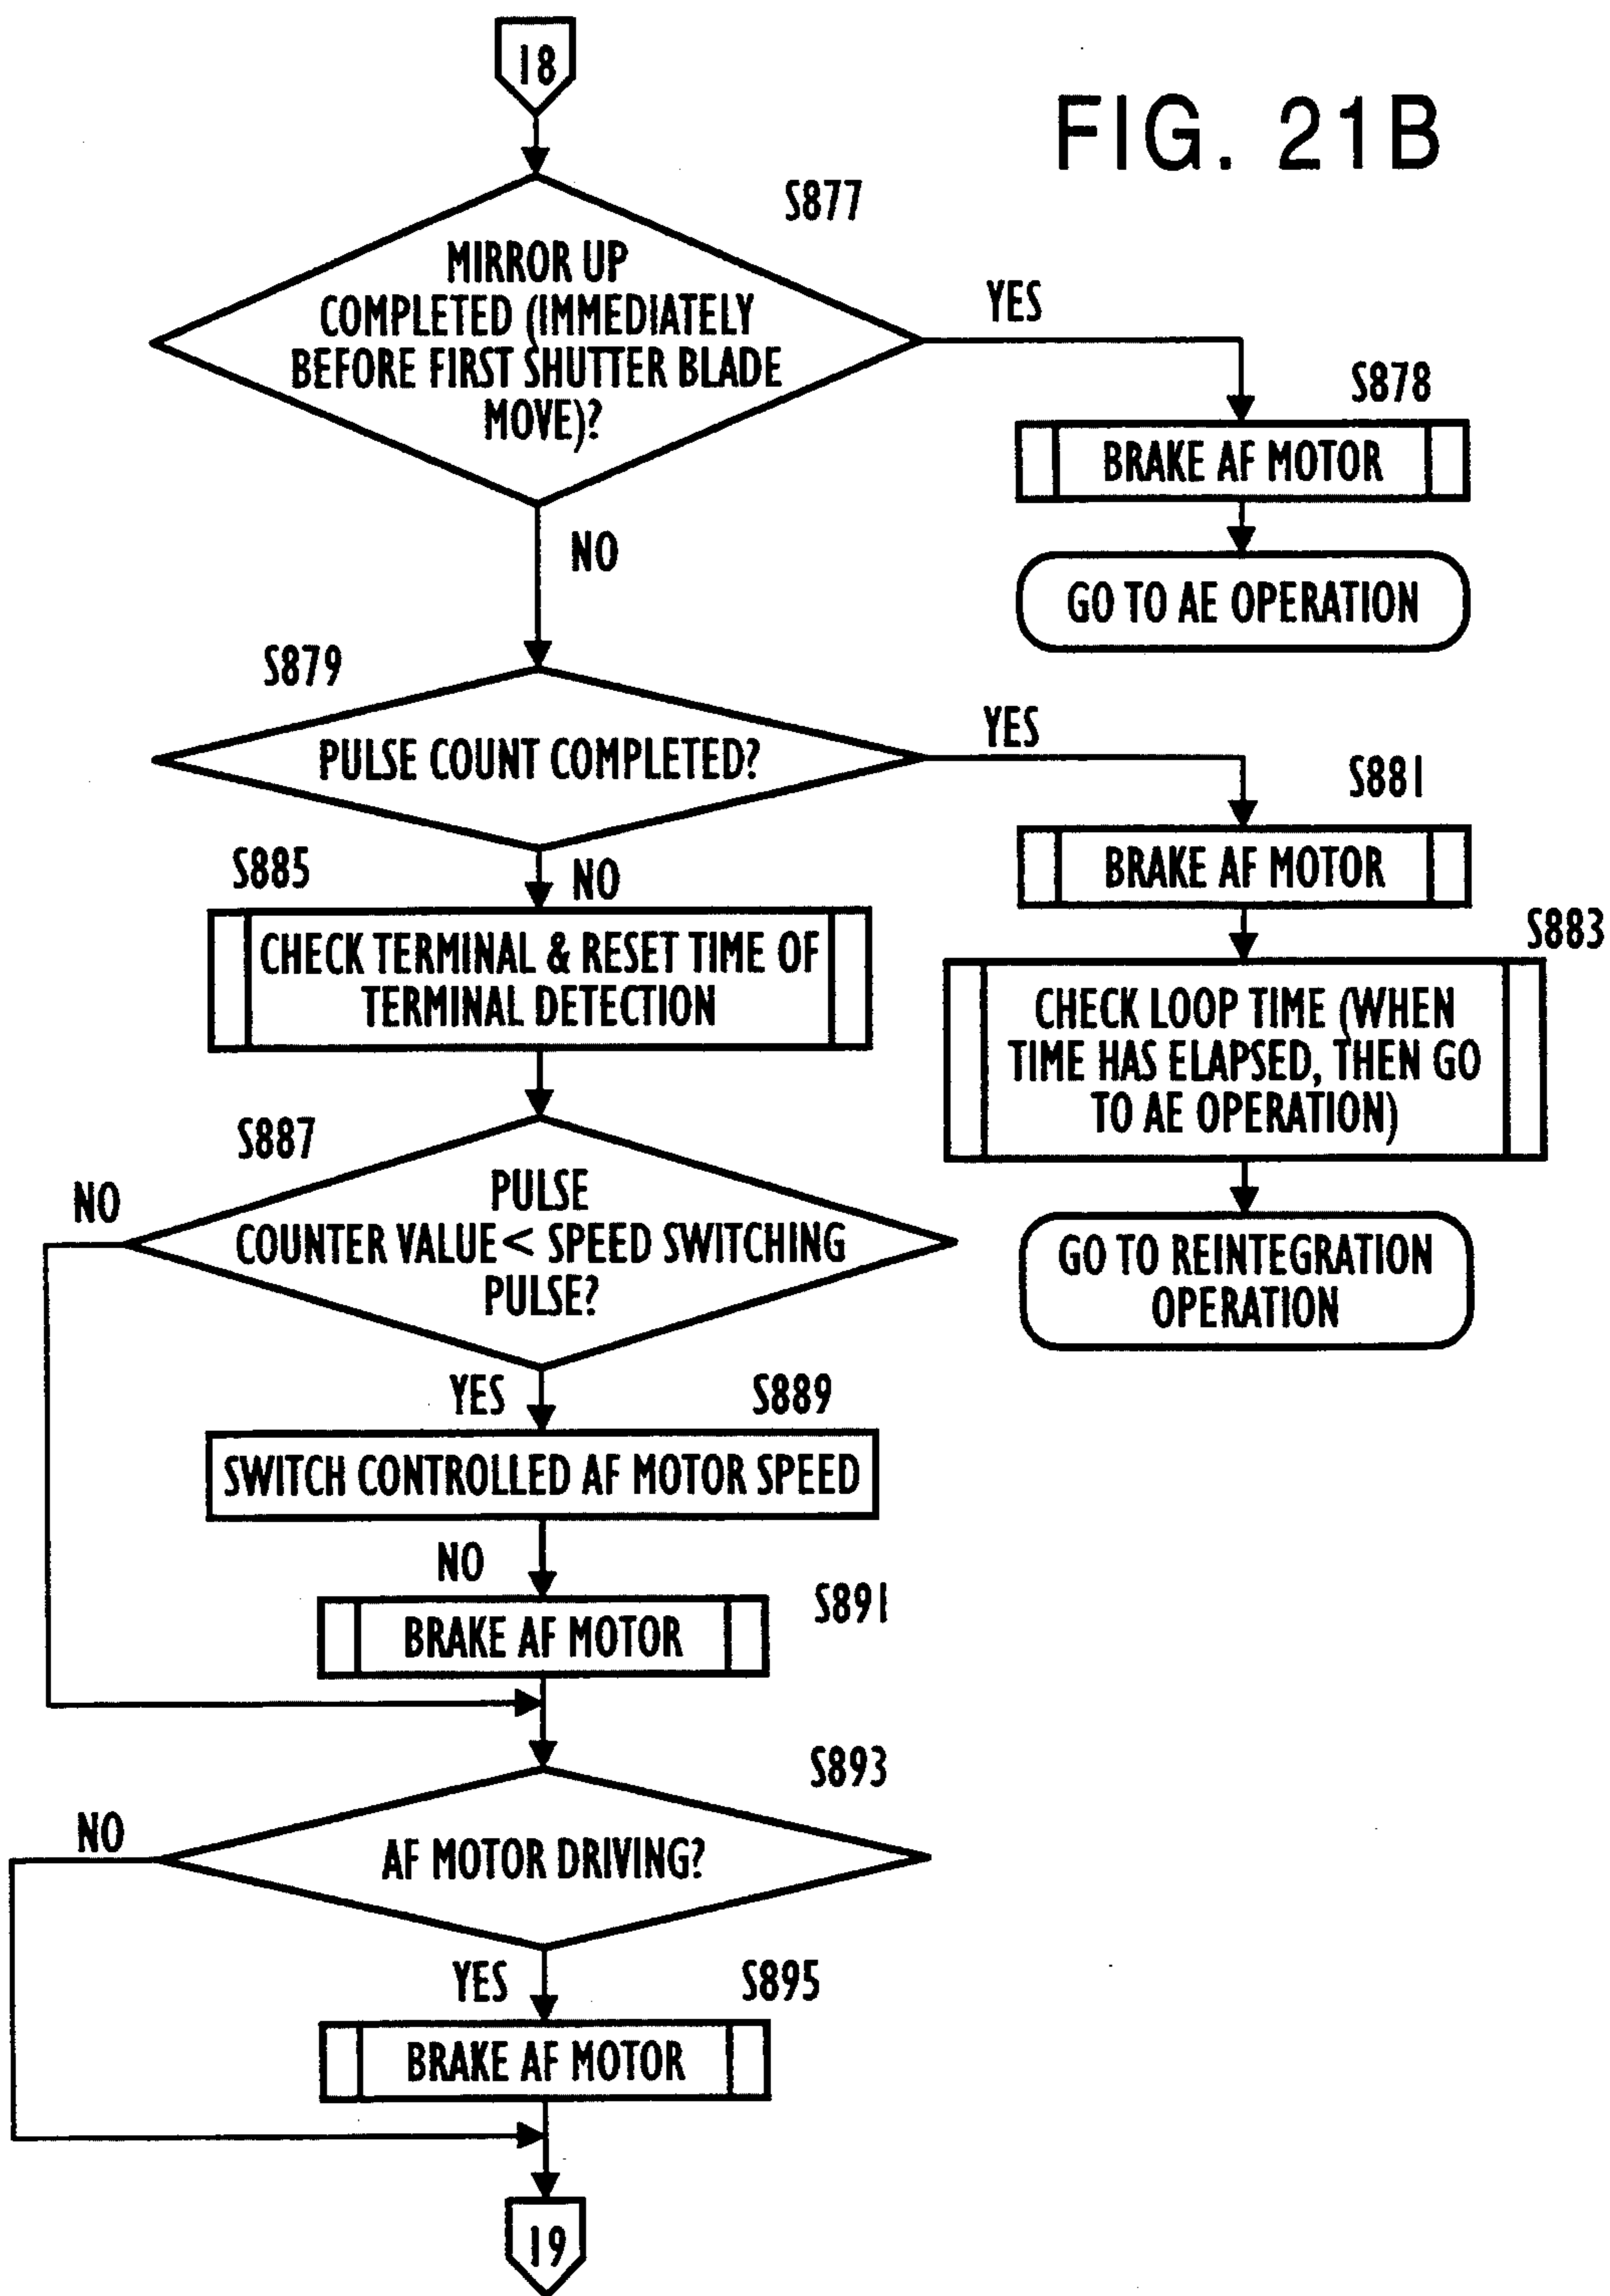 18
FIG. 21B
S877
MIRROR UP
COMPLETED (IMMEDIATELY
BEFORE FIRST SHUTTER BLADE
MOVE)?
YES
S878
BRAKE AF MOTOR
GO TO AE OPERATION
NO
S879
PULSE COUNT COMPLETED?
YES
S881
BRAKE AF MOTOR
S883
CHECK LOOP TIME (WHEN
TIME HAS ELAPSED, THEN GO
TO AE OPERATION)
GO TO REINTEGRATION
OPERATION
NO
S885
CHECK TERMINAL & RESET TIME OF
TERMINAL DETECTION
S887
NO
PULSE
COUNTER VALUE < SPEED SWITCHING
PULSE?
YES
S889
SWITCH CONTROLLED AF MOTOR SPEED
NO
S891
BRAKE AF MOTOR
S893
NO
AF MOTOR DRIVING?
YES
S895
BRAKE AF MOTOR
19